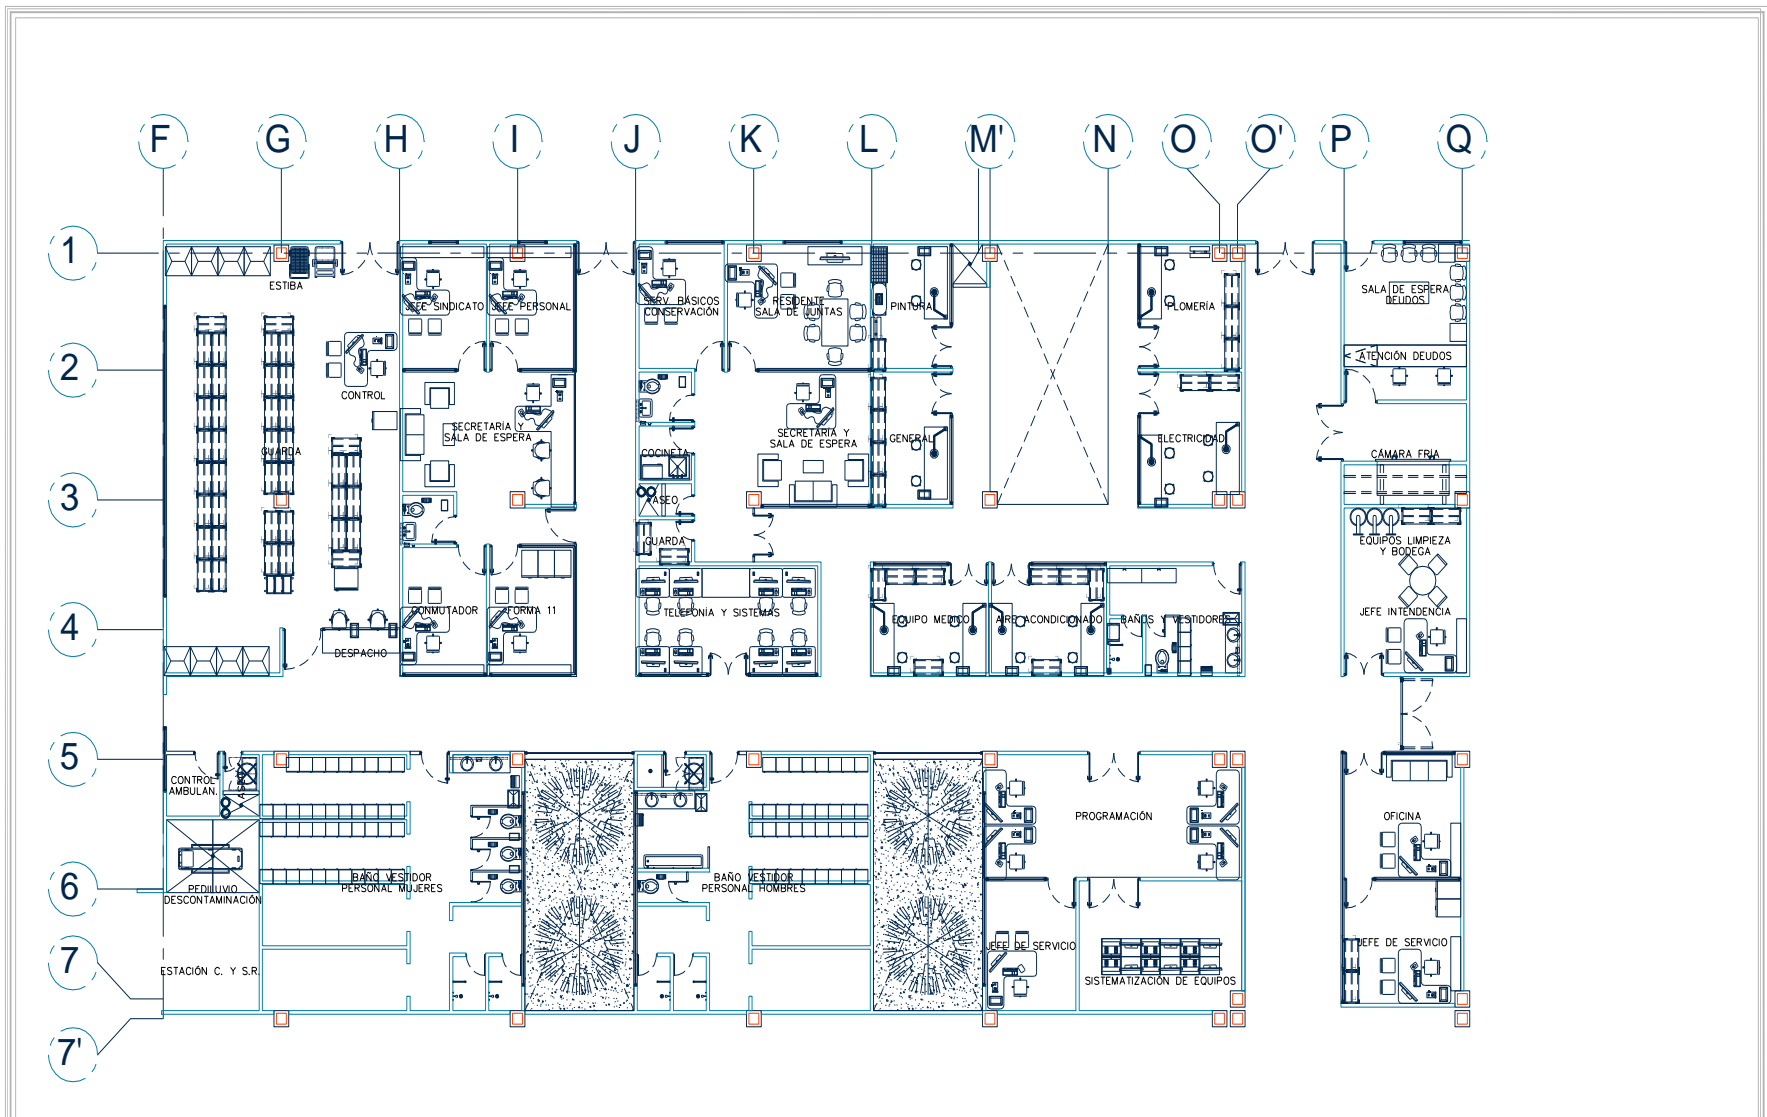 F G H I J K L M' N O O' P Q
1
ESTIBA
JEFE SINDICATO
JEFE PERSONAL
SERV. BÁSICOS
CONSERVACIÓN
RESIDENTE
SALA DE JUNTAS
PINTURA
PLOMERÍA
SALA DE ESPERA
DEUDOS
2
CONTROL
ATENCIÓN DEUDOS
GUARDA
SECRETARÍA Y
SALA DE ESPERA
COCINETA
SECRETARÍA Y
SALA DE ESPERA
GENERAL
ELECTRICIDAD
CÁMARA FRÍA
3
ASEO
GUARDA
EQUIPOS LIMPIEZA
Y BODEGA
4
DESPACHO
CONMUTADOR
FORMA 11
TELEFONÍA Y SISTEMAS
EQUIPO MEDICO
AIRE ACONDICIONADO
BAÑOS Y VESTIDORES
JEFE INTENDENCIA
5
CONTROL
AMBULAN.
ASEO
PROGRAMACIÓN
OFICINA
6
PEDILUVIO
DESCONTAMINACIÓN
BAÑO VESTIDOR
PERSONAL MUJERES
BAÑO VESTIDOR
PERSONAL HOMBRES
7
ESTACIÓN C. Y S.R.
JEFE DE SERVICIO
SISTEMATIZACIÓN DE EQUIPOS
JEFE DE SERVICIO
7'